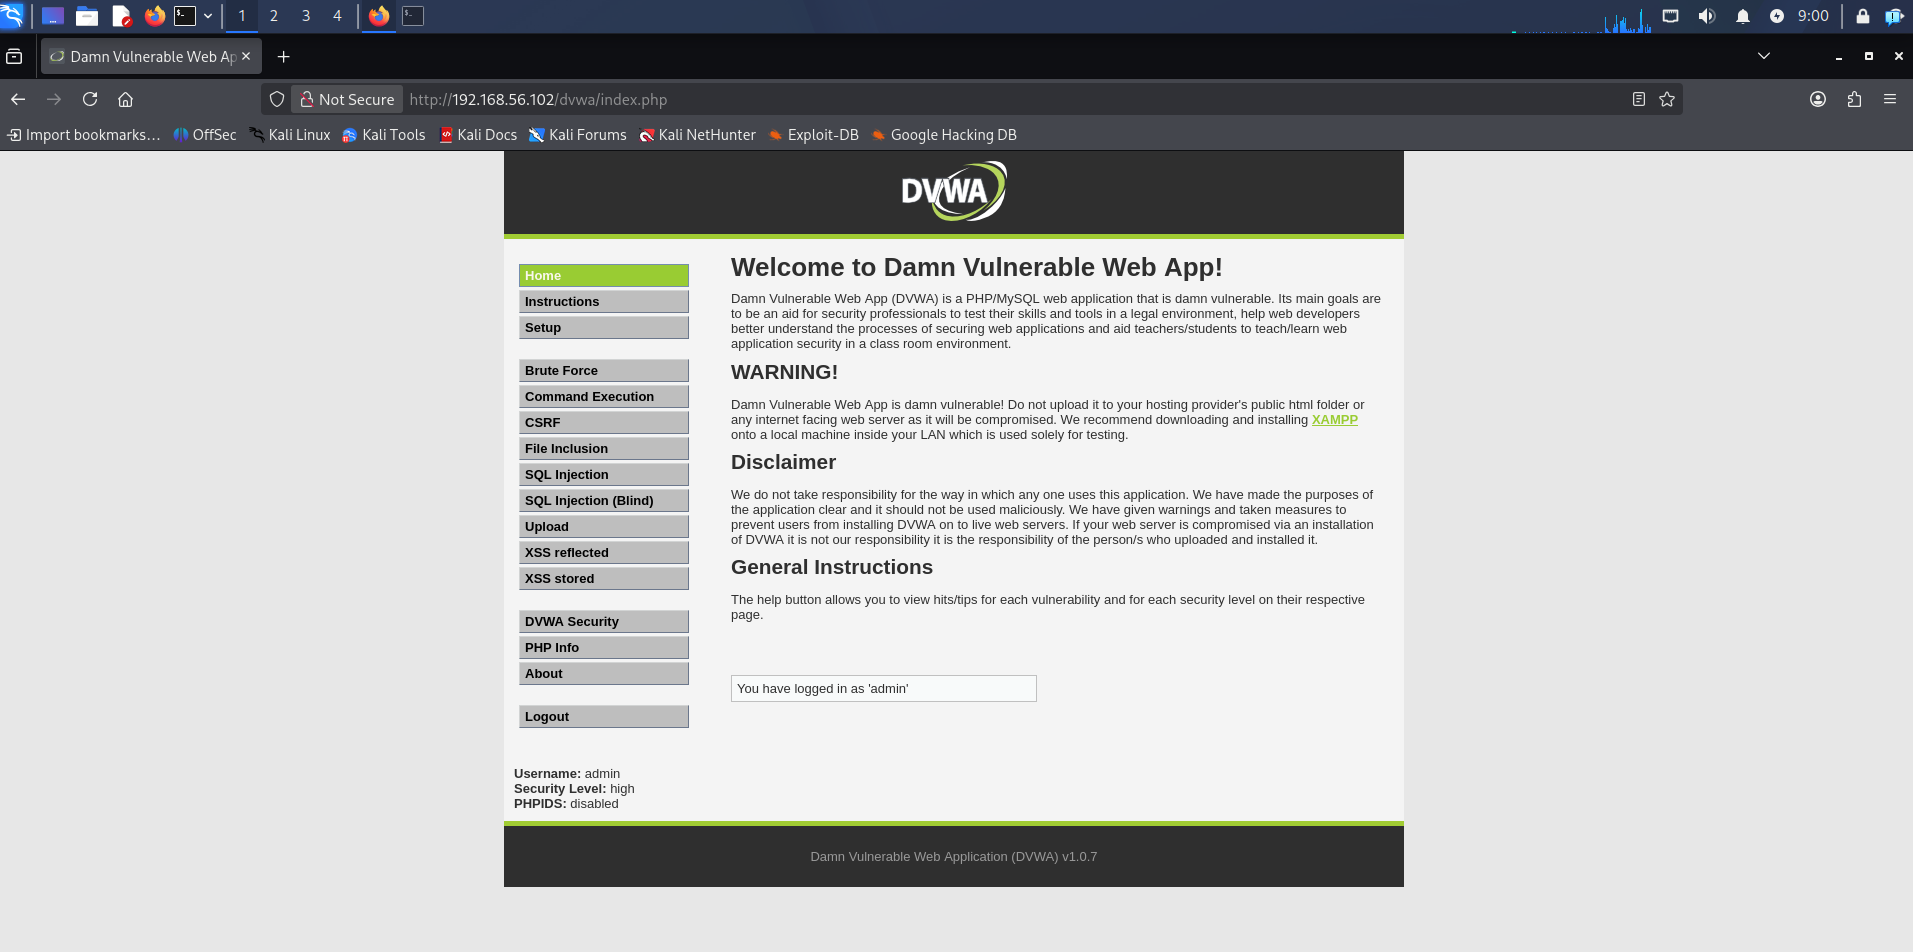 1 2 3 4 9:00
Damn Vulnerable Web Ap
Not Secure http://192.168.56.102/dvwa/index.php
Import bookmarks… OffSec Kali Linux Kali Tools Kali Docs Kali Forums Kali NetHunter Exploit-DB Google Hacking DB
DVWA
Home
Instructions
Setup
Brute Force
Command Execution
CSRF
File Inclusion
SQL Injection
SQL Injection (Blind)
Upload
XSS reflected
XSS stored
DVWA Security
PHP Info
About
Logout
Username: admin
Security Level: high
PHPIDS: disabled
Welcome to Damn Vulnerable Web App!
Damn Vulnerable Web App (DVWA) is a PHP/MySQL web application that is damn vulnerable. Its main goals are
to be an aid for security professionals to test their skills and tools in a legal environment, help web developers
better understand the processes of securing web applications and aid teachers/students to teach/learn web
application security in a class room environment.
WARNING!
Damn Vulnerable Web App is damn vulnerable! Do not upload it to your hosting provider's public html folder or
any internet facing web server as it will be compromised. We recommend downloading and installing XAMPP
onto a local machine inside your LAN which is used solely for testing.
Disclaimer
We do not take responsibility for the way in which any one uses this application. We have made the purposes of
the application clear and it should not be used maliciously. We have given warnings and taken measures to
prevent users from installing DVWA on to live web servers. If your web server is compromised via an installation
of DVWA it is not our responsibility it is the responsibility of the person/s who uploaded and installed it.
General Instructions
The help button allows you to view hits/tips for each vulnerability and for each security level on their respective
page.
You have logged in as 'admin'
Damn Vulnerable Web Application (DVWA) v1.0.7